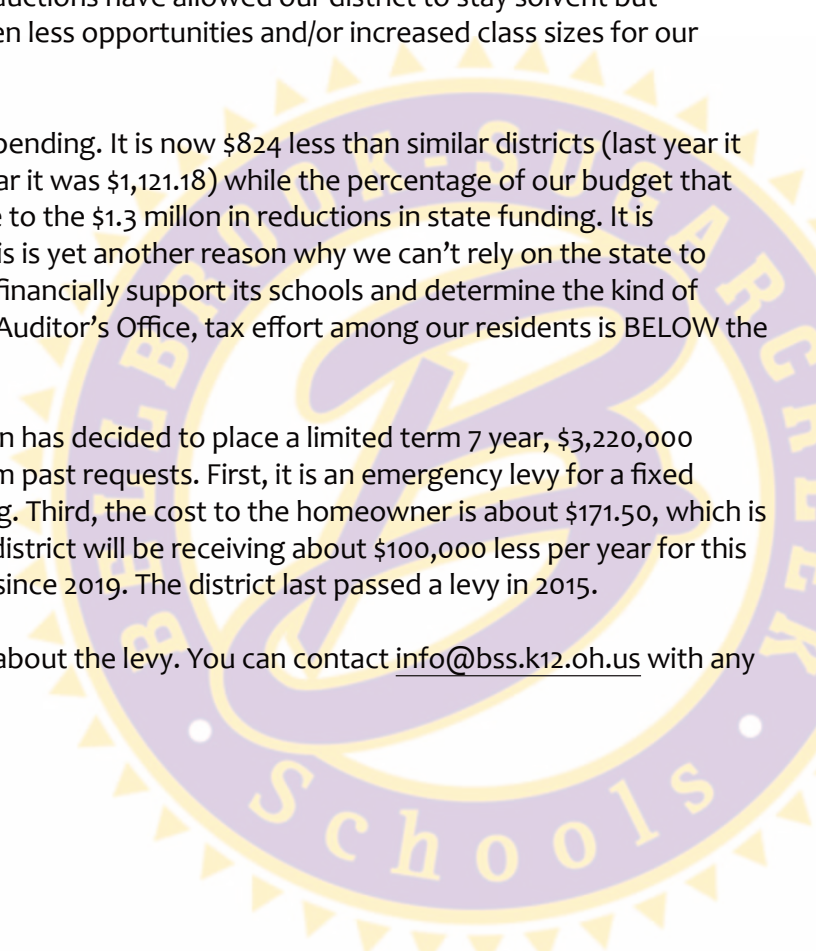 uctions have allowed our district to stay solvent but
en less opportunities and/or increased class sizes for our
pending. It is now $824 less than similar districts (last year it
ar it was $1,121.18) while the percentage of our budget that
e to the $1.3 millon in reductions in state funding. It is
is is yet another reason why we can't rely on the state to
financially support its schools and determine the kind of
Auditor's Office, tax effort among our residents is BELOW the
n has decided to place a limited term 7 year, $3,220,000
m past requests. First, it is an emergency levy for a fixed
g. Third, the cost to the homeowner is about $171.50, which is
district will be receiving about $100,000 less per year for this
since 2019. The district last passed a levy in 2015.
about the levy. You can contact info@bss.k12.oh.us with any
BELLBROOK-SUGARCREEK
B
Schools